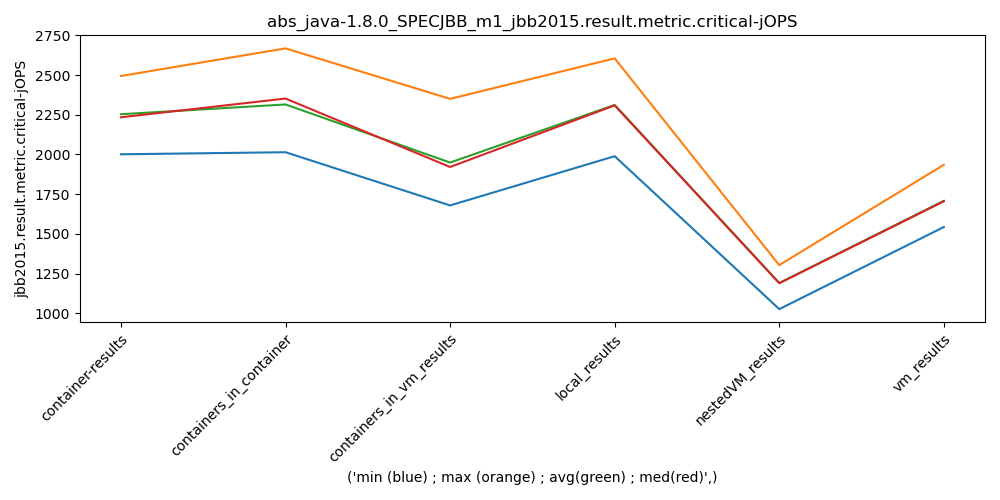 abs_java-1.8.0_SPECJBB_m1_jbb2015.result.metric.critical-jOPS
jbb2015.result.metric.critical-jOPS
2750
2500
2250
2000
1750
1500
1250
1000
container-results
containers_in_container
containers_in_vm_results
local_results
nestedVM_results
vm_results
('min (blue) ; max (orange) ; avg(green) ; med(red)',)